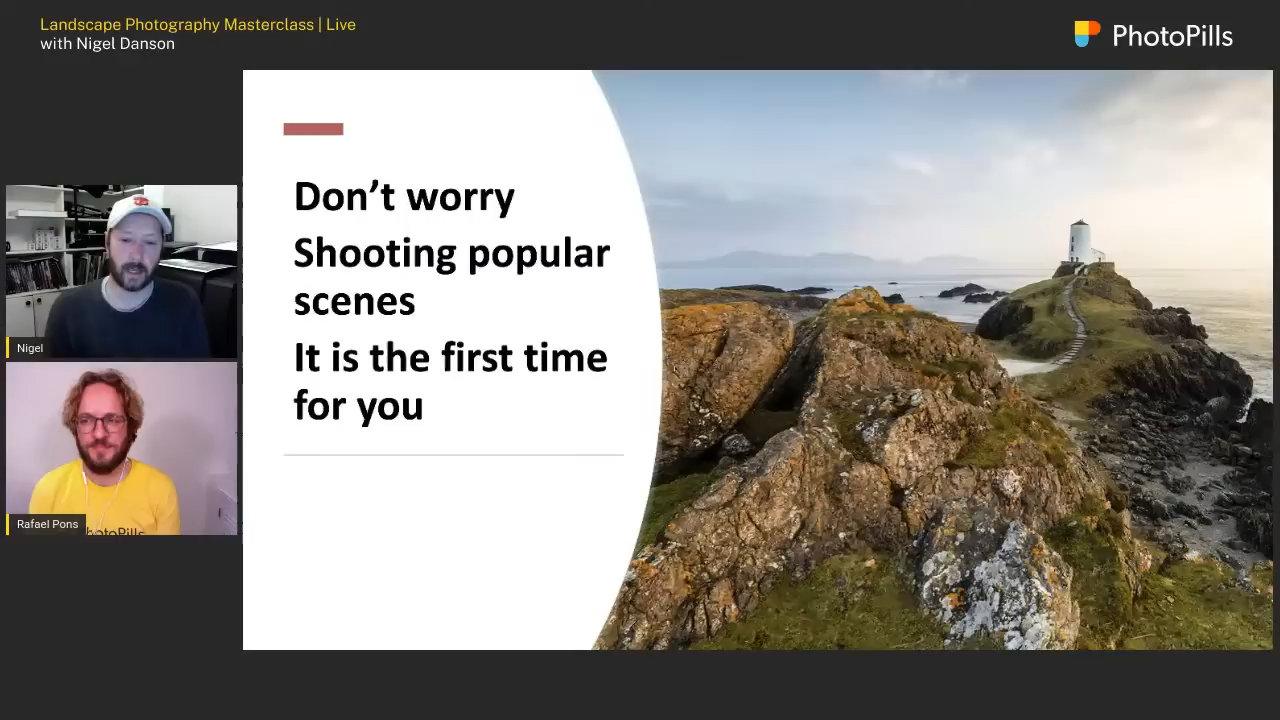 Landscape Photography Masterclass | Live
with Nigel Danson
PhotoPills
Don’t worry
Shooting popular
scenes
It is the first time
for you
Nigel
Rafael Pons
PhotoPills